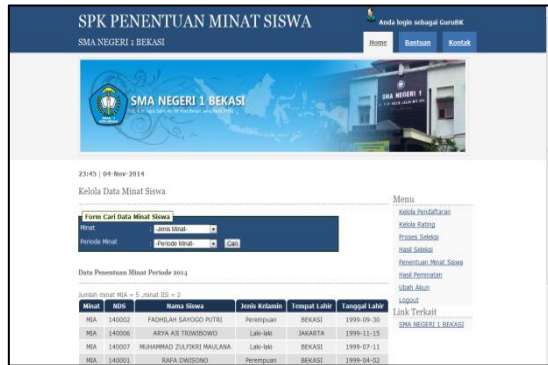 SPK PENENTUAN MINAT SISWA
Anda login sebagai GuruBK
SMA NEGERI 1 BEKASI
Home Bantuan Kontak
SMA NEGERI 1 BEKASI
SMA NEGERI 1
23:45 | 04-Nov-2014
Kelola Data Minat Siswa
Form Cari Data Minat Siswa
Minat : -Jenis Minat-
Periode Minat : -Periode Minat- Cari
Data Penentuan Minat Periode 2014
Jumlah minat MIA = 5 ,minat IIS = 2
Minat NDS Nama Siswa Jenis Kelamin Tempat Lahir Tanggal Lahir
MIA 140002 FADHILAH SAYOGO PUTRI Perempuan BEKASI 1999-09-30
MIA 140006 ARYA AJI TRIWIBOWO Laki-laki JAKARTA 1999-11-15
MIA 140007 MUHAMMAD ZULFIKRI MAULANA Laki-laki BEKASI 1999-07-11
MIA 140001 RAFA DWISONO Perempuan BEKASI 1999-04-02
Menu
Kelola Pendaftaran
Kelola Rating
Proses Seleksi
Hasil Seleksi
Penentuan Minat Siswa
Hasil Peminatan
Ubah Akun
Logout
Link Terkait
SMA NEGERI 1 BEKASI